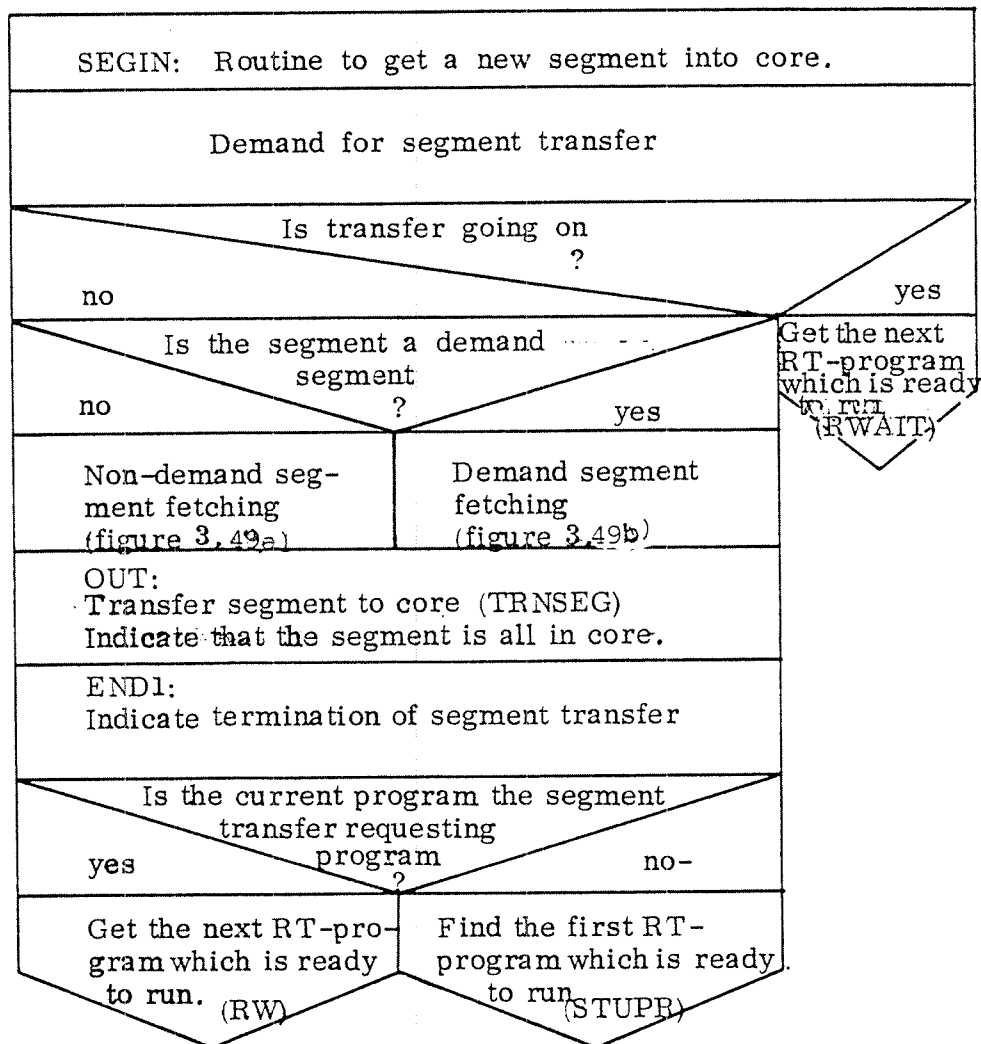 SEGIN: Routine to get a new segment into core.
Demand for segment transfer
Is transfer going on
?
no
yes
Is the segment a demand
segment
?
no
yes
Get the next
RT-program
which is ready
to run
(RWAIT)
Non-demand seg-
ment fetching
(figure 3.49a)
Demand segment
fetching
(figure 3.49b)
OUT:
Transfer segment to core (TRNSEG)
Indicate that the segment is all in core.
END1:
Indicate termination of segment transfer
Is the current program the segment
transfer requesting
program
?
yes
no-
Get the next RT-pro-
gram which is ready
to run.
(RW)
Find the first RT-
program which is ready.
to run
(STUPR)